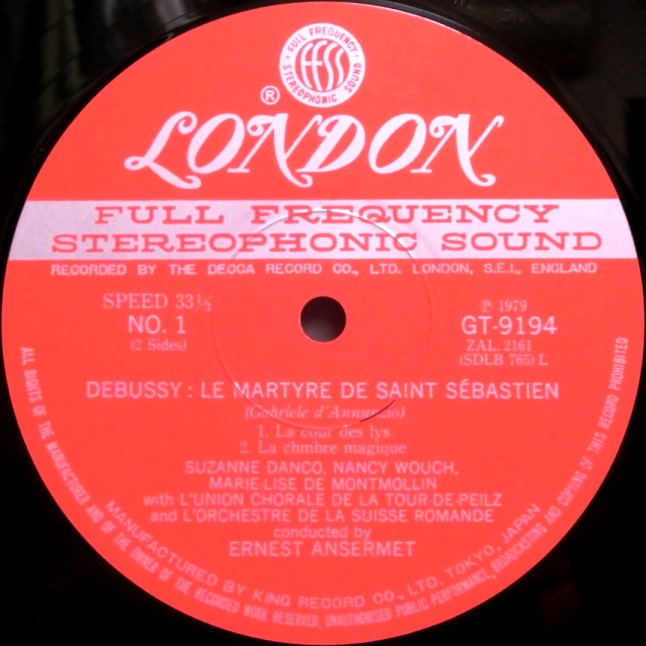 FULL FREQUENCY
STEREOPHONIC SOUND
FFSS
®
LONDON
FULL FREQUENCY
STEREOPHONIC SOUND
RECORDED BY THE DECCA RECORD CO., LTD. LONDON, S.E.I., ENGLAND
SPEED 33⅓
NO. 1
(2 Sides)
℗ 1979
GT-9194
ZAL. 2161
(SDLB 765) L
DEBUSSY : LE MARTYRE DE SAINT SÉBASTIEN
(Gabriele d'Annunzio)
1. La cour des lys
2. La chmbre magique
SUZANNE DANCO, NANCY WOUCH,
MARIE-LISE DE MONTMOLLIN
with L'UNION CHORALE DE LA TOUR-DE-PEILZ
and L'ORCHESTRE DE LA SUISSE ROMANDE
conducted by
ERNEST ANSERMET
MANUFACTURED BY KING RECORD CO., LTD. TOKYO, JAPAN
ALL RIGHTS OF THE MANUFACTURER AND OF THE OWNER OF THE RECORDED WORK RESERVED. UNAUTHORISED PUBLIC PERFORMANCE, BROADCASTING AND COPYING OF THIS RECORD PROHIBITED